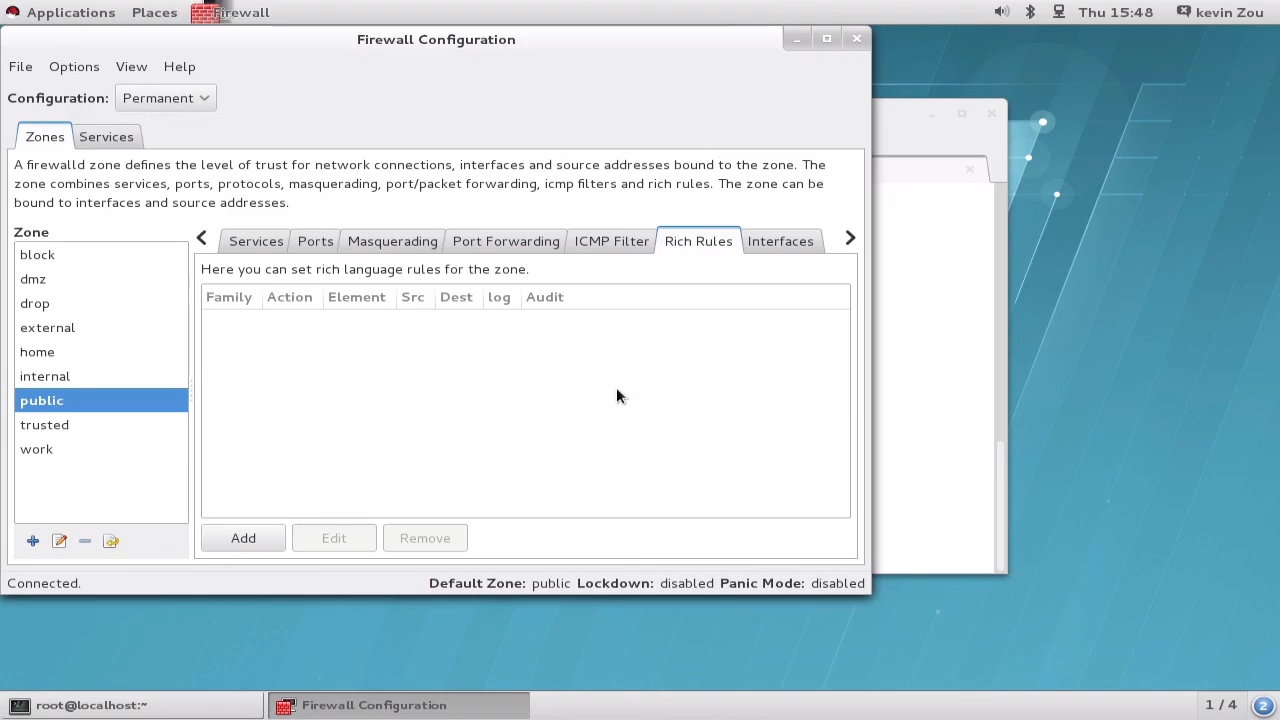 Applications Places Firewall Thu 15:48 kevin Zou
Firewall Configuration
File Options View Help
Configuration: Permanent
Zones Services
A firewalld zone defines the level of trust for network connections, interfaces and source addresses bound to the zone. The
zone combines services, ports, protocols, masquerading, port/packet forwarding, icmp filters and rich rules. The zone can be
bound to interfaces and source addresses.
Zone
block
dmz
drop
external
home
internal
public
trusted
work
Services Ports Masquerading Port Forwarding ICMP Filter Rich Rules Interfaces
Here you can set rich language rules for the zone.
Family Action Element Src Dest log Audit
Add Edit Remove
Connected. Default Zone: public Lockdown: disabled Panic Mode: disabled
root@localhost:~ Firewall Configuration 1 / 4 2